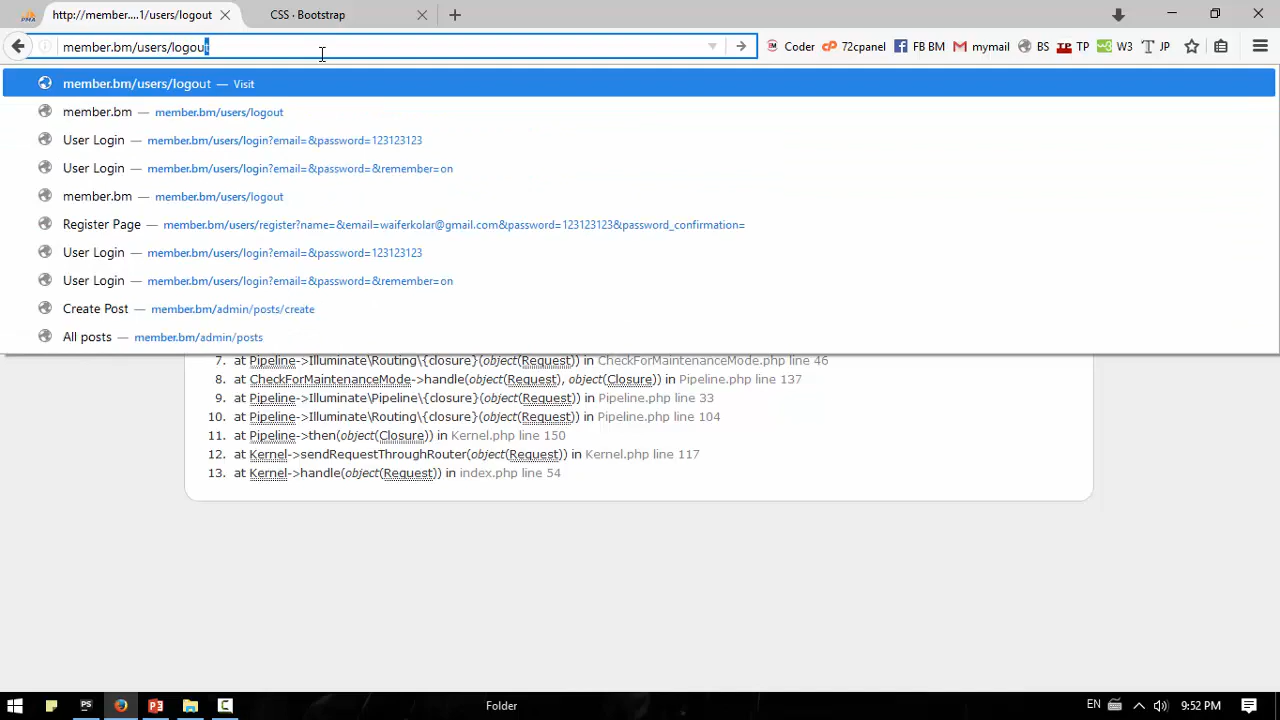 PMA http://member....1/users/logout CSS · Bootstrap
member.bm/users/logout Coder 72cpanel FB BM mymail BS TP TP W3 JP
member.bm/users/logout — Visit
member.bm — member.bm/users/logout
User Login — member.bm/users/login?email=&password=123123123
User Login — member.bm/users/login?email=&password=&remember=on
member.bm — member.bm/users/logout
Register Page — member.bm/users/register?name=&email=waiferkolar@gmail.com&password=123123123&password_confirmation=
User Login — member.bm/users/login?email=&password=123123123
User Login — member.bm/users/login?email=&password=&remember=on
Create Post — member.bm/admin/posts/create
All posts — member.bm/admin/posts
7. at Pipeline->Illuminate\Routing\{closure}(object(Request)) in CheckForMaintenanceMode.php line 46
8. at CheckForMaintenanceMode->handle(object(Request), object(Closure)) in Pipeline.php line 137
9. at Pipeline->Illuminate\Pipeline\{closure}(object(Request)) in Pipeline.php line 33
10. at Pipeline->Illuminate\Routing\{closure}(object(Request)) in Pipeline.php line 104
11. at Pipeline->then(object(Closure)) in Kernel.php line 150
12. at Kernel->sendRequestThroughRouter(object(Request)) in Kernel.php line 117
13. at Kernel->handle(object(Request)) in index.php line 54
Folder EN 9:52 PM